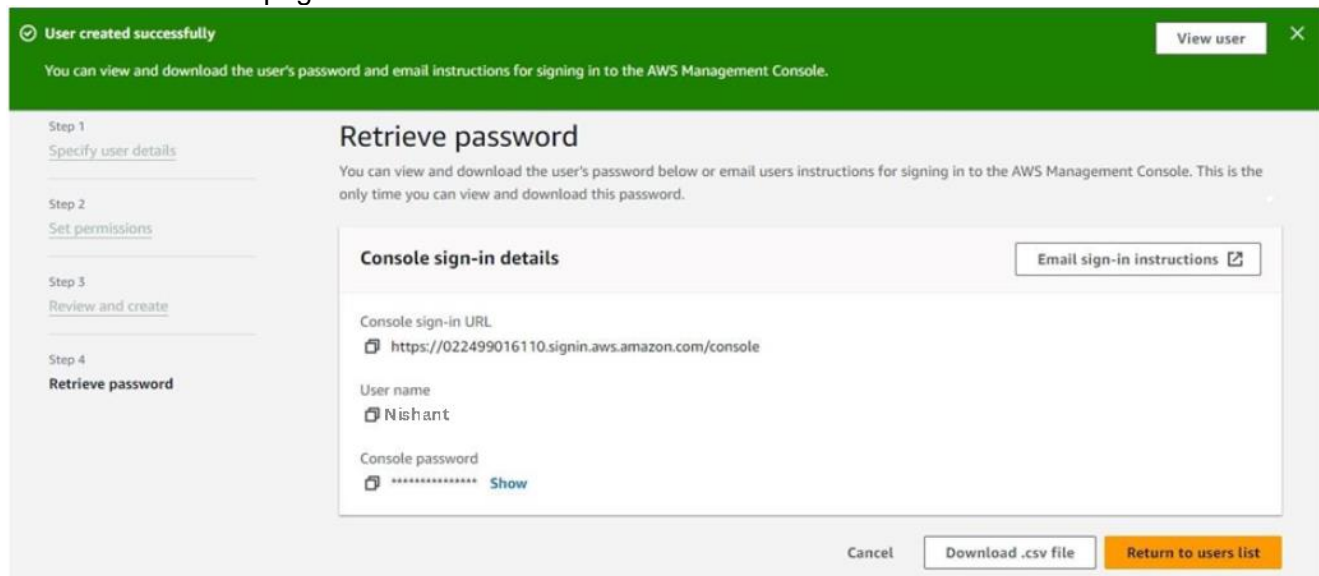 User created successfully
View user
You can view and download the user's password and email instructions for signing in to the AWS Management Console.
Step 1
Specify user details
Step 2
Set permissions
Step 3
Review and create
Step 4
Retrieve password
Retrieve password
You can view and download the user's password below or email users instructions for signing in to the AWS Management Console. This is the
only time you can view and download this password.
Console sign-in details
Email sign-in instructions
Console sign-in URL
https://022499016110.signin.aws.amazon.com/console
User name
Nishant
Console password
*************** Show
Cancel
Download .csv file
Return to users list